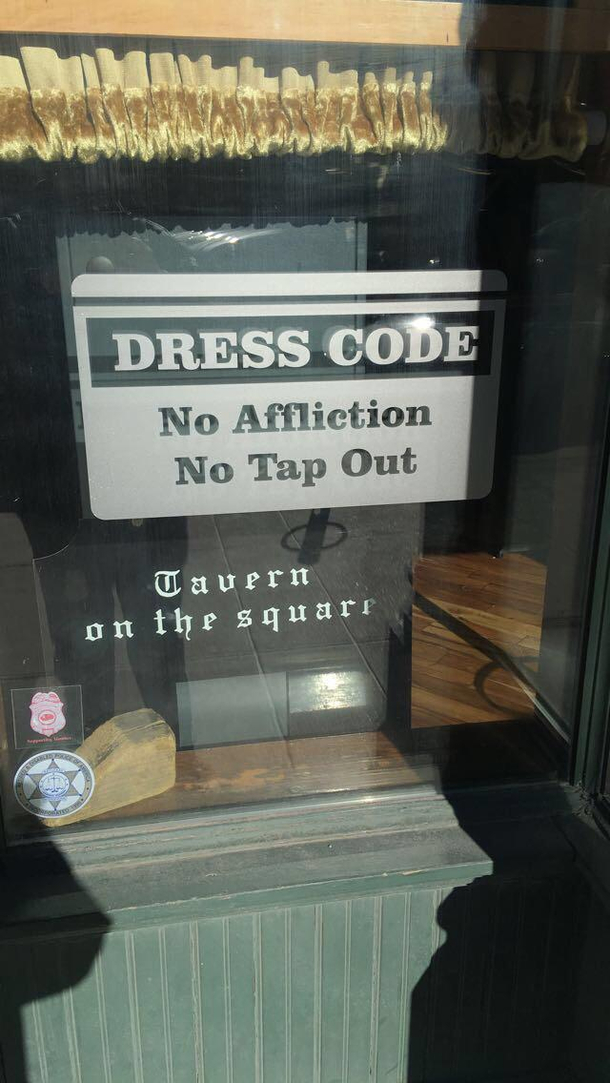 DRESS CODE
No Affliction
No Tap Out
Tavern
on the square